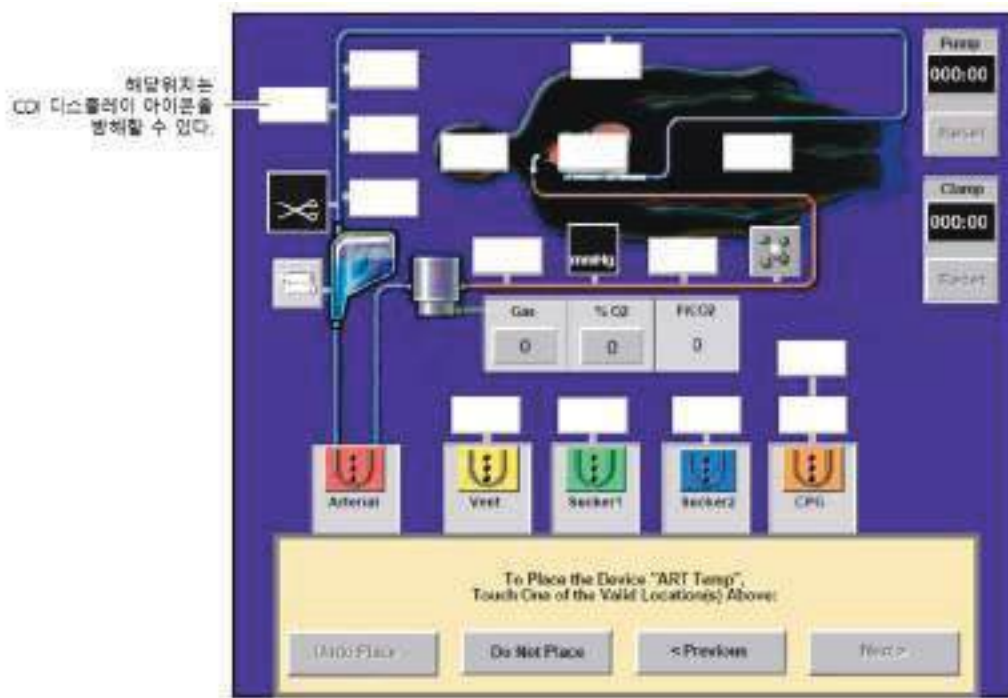 해당위치는
CDI 디스플레이 아이콘을
방해할 수 있다.
Pump
000:00
Reset
Clamp
000:00
Reset
mmHg
Gas
% O2
0
0
0
Arterial
Vent
Sucker1
Sucker2
CPG
To Place the Device "ART Temp",
Touch One of the Valid Location(s) Above:
Undo Place
Do Not Place
< Previous
Next >